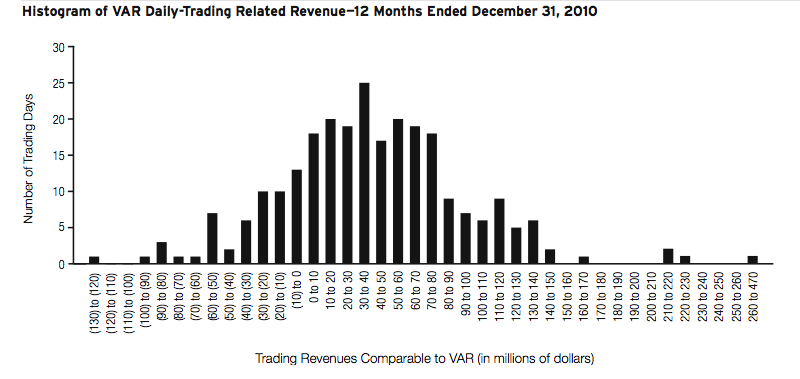 Histogram of VAR Daily-Trading Related Revenue—12 Months Ended December 31, 2010
30
25
20
15
10
5
0
Number of Trading Days
(130) to (120)
(120) to (110)
(110) to (100)
(100) to (90)
(90) to (80)
(80) to (70)
(70) to (60)
(60) to (50)
(50) to (40)
(40) to (30)
(30) to (20)
(20) to (10)
(10) to 0
0 to 10
10 to 20
20 to 30
30 to 40
40 to 50
50 to 60
60 to 70
70 to 80
80 to 90
90 to 100
100 to 110
110 to 120
120 to 130
130 to 140
140 to 150
150 to 160
160 to 170
170 to 180
180 to 190
190 to 200
200 to 210
210 to 220
220 to 230
230 to 240
240 to 250
250 to 260
260 to 470
Trading Revenues Comparable to VAR (in millions of dollars)